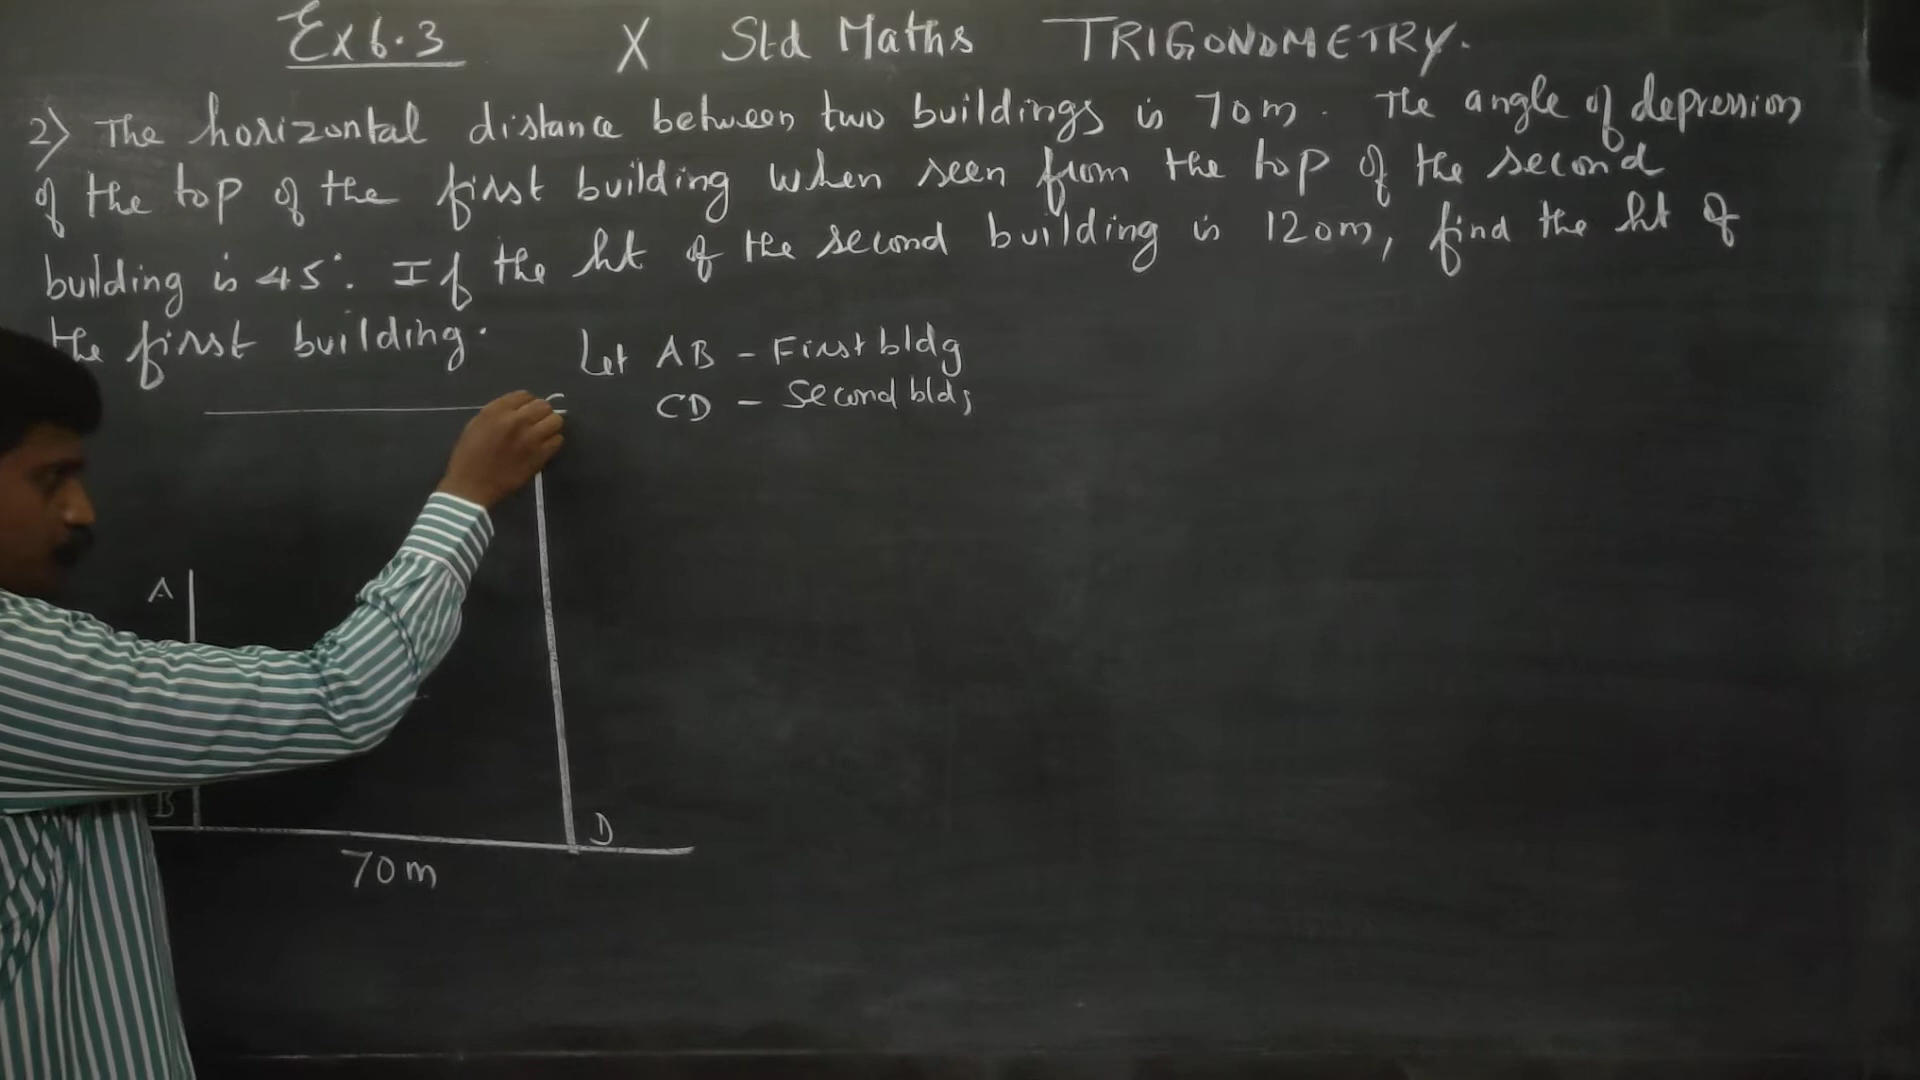 Ex 6.3 X Std Maths TRIGONOMETRY.
2) The horizontal distance between two buildings is 70m. The angle of depression
of the top of the first building when seen from the top of the second
building is 45°. If the ht of the second building is 120m, find the ht of
the first building.
Let AB - First bldg
CD - Second bldg
C
A
B
D
70m